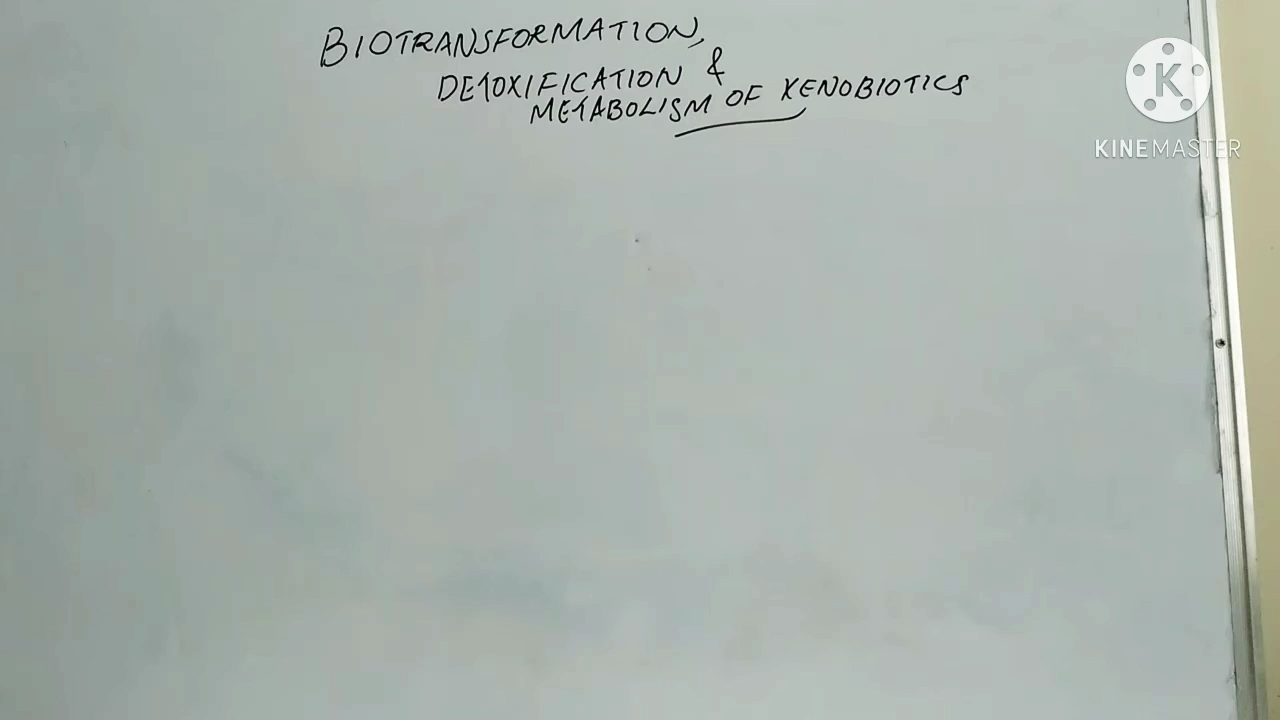 BIOTRANSFORMATION,
DETOXIFICATION &
METABOLISM OF XENOBIOTICS
K
KINEMASTER